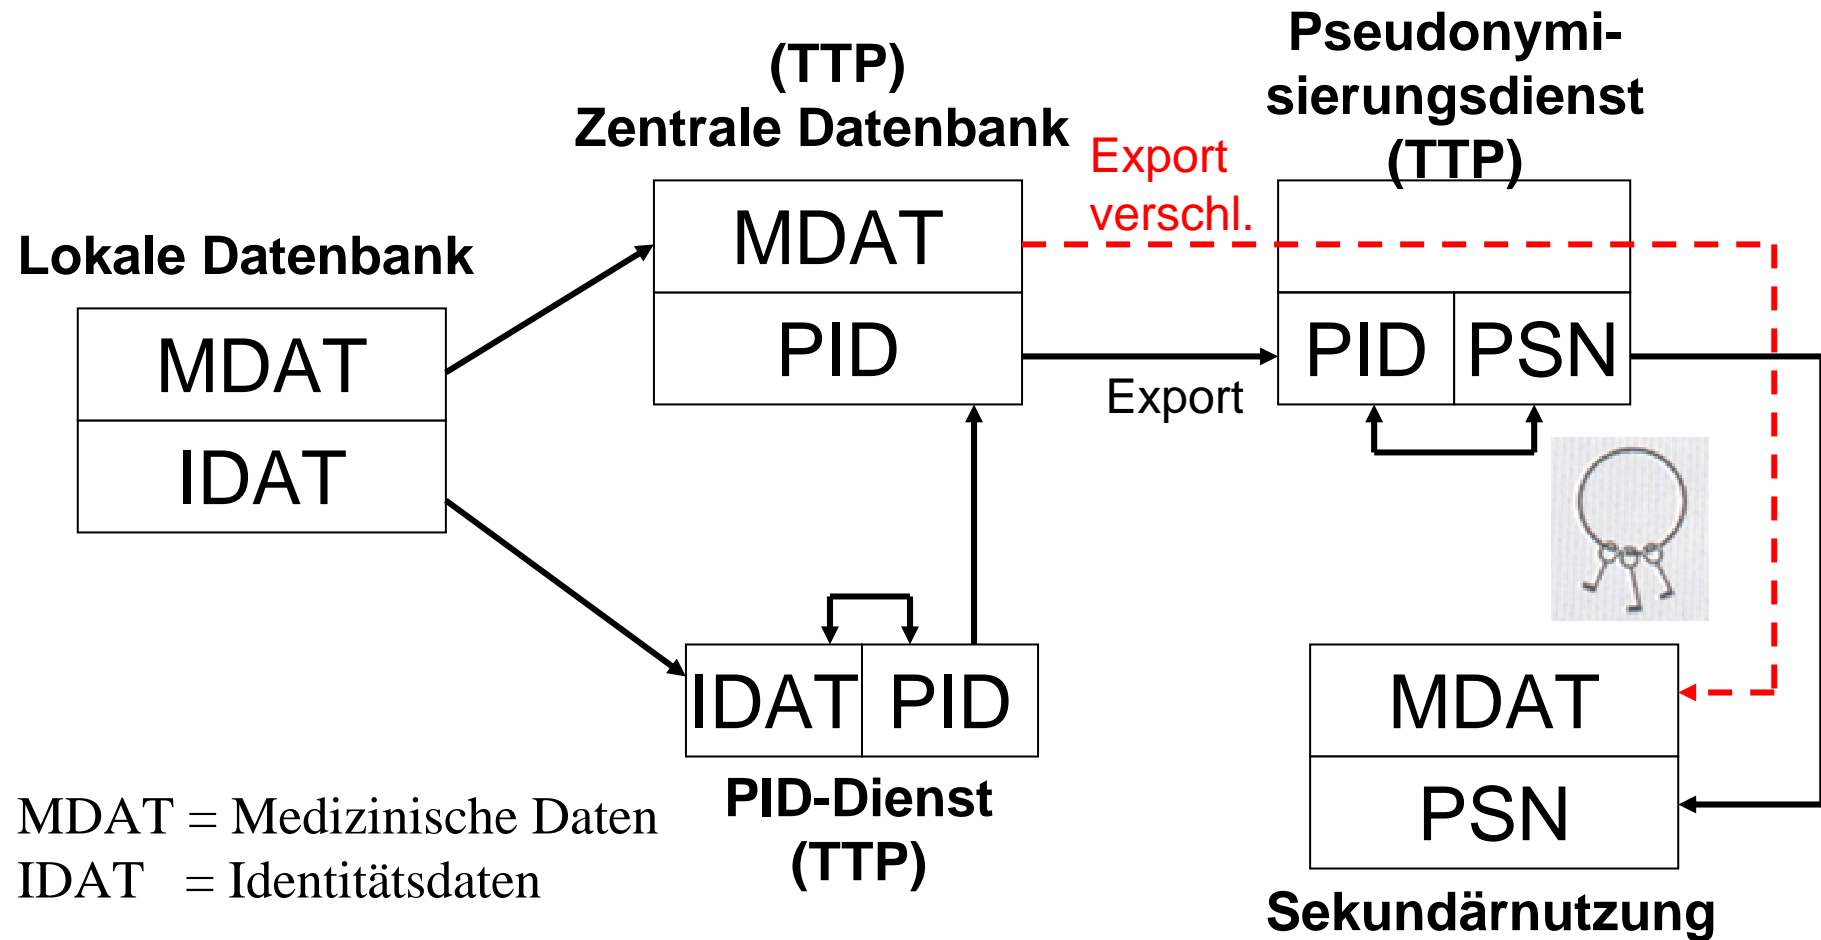 (TTP)
Zentrale Datenbank
Pseudonymi-
sierungsdienst
(TTP)
Export
verschl.
Lokale Datenbank
MDAT
IDAT
MDAT
PID
Export
PID PSN
IDAT PID
PID-Dienst
(TTP)
MDAT
PSN
Sekundärnutzung
MDAT = Medizinische Daten
IDAT = Identitätsdaten